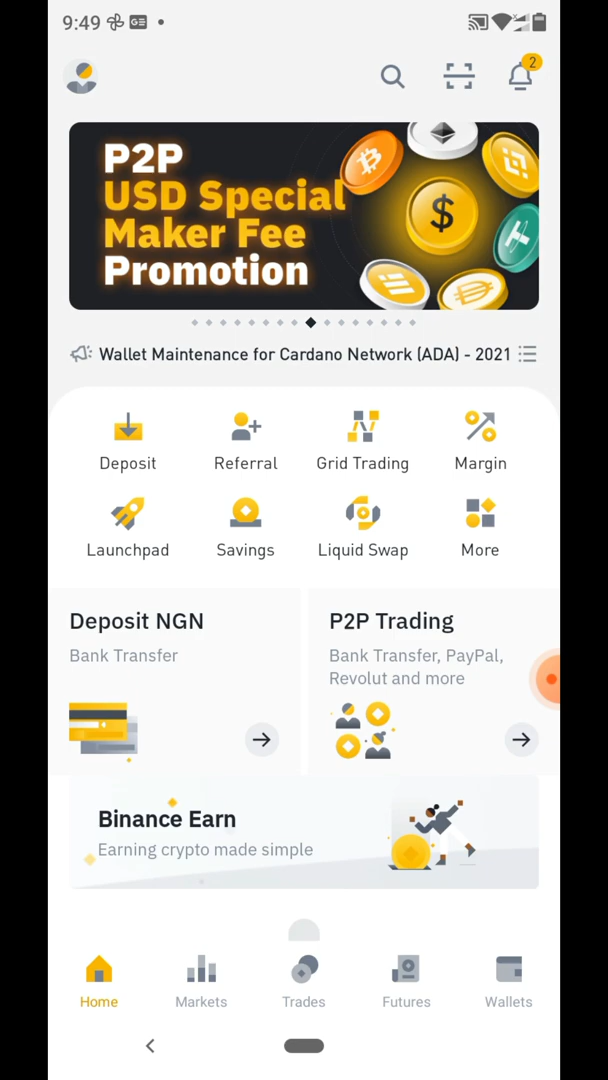 9:49
GE
2
P2P
USD Special
Maker Fee
Promotion
Wallet Maintenance for Cardano Network (ADA) - 2021
Deposit
Referral
Grid Trading
Margin
Launchpad
Savings
Liquid Swap
More
Deposit NGN
Bank Transfer
P2P Trading
Bank Transfer, PayPal,
Revolut and more
Binance Earn
Earning crypto made simple
Home
Markets
Trades
Futures
Wallets